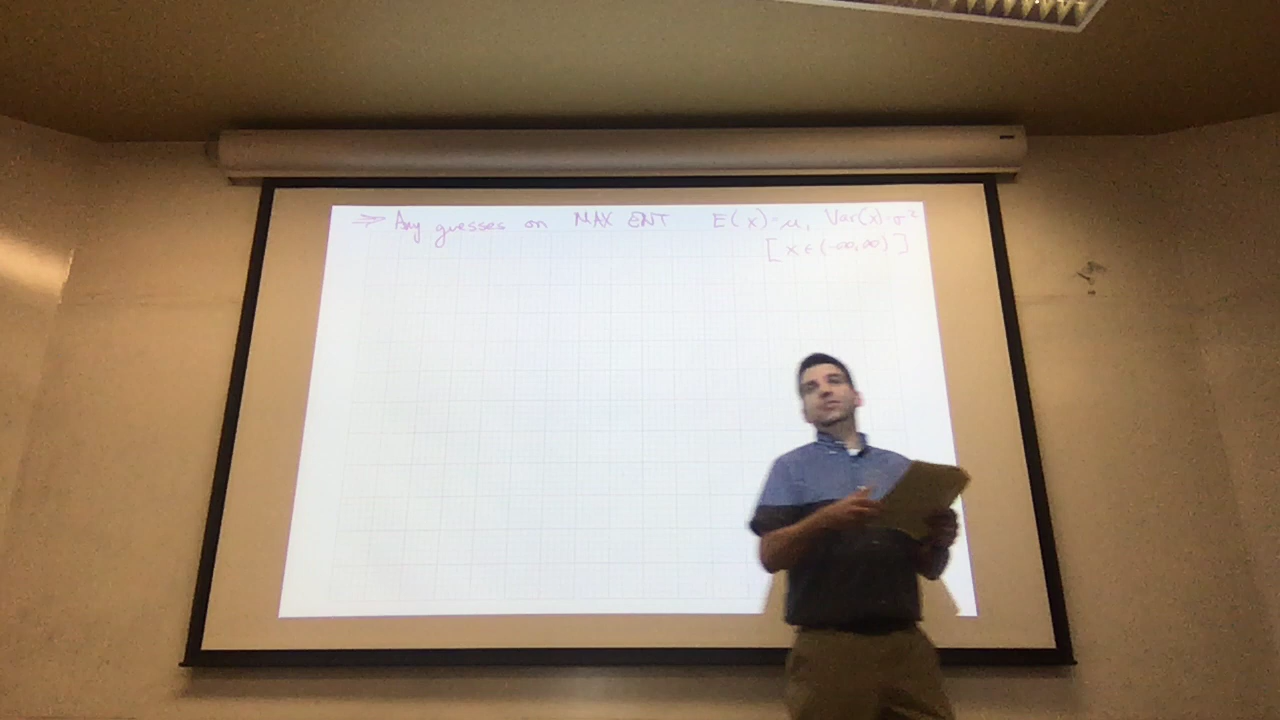 ⇒ Any guesses on MAX ENT E(x)=μ, Var(x)=σ²
[x ∈ (-∞,∞)]